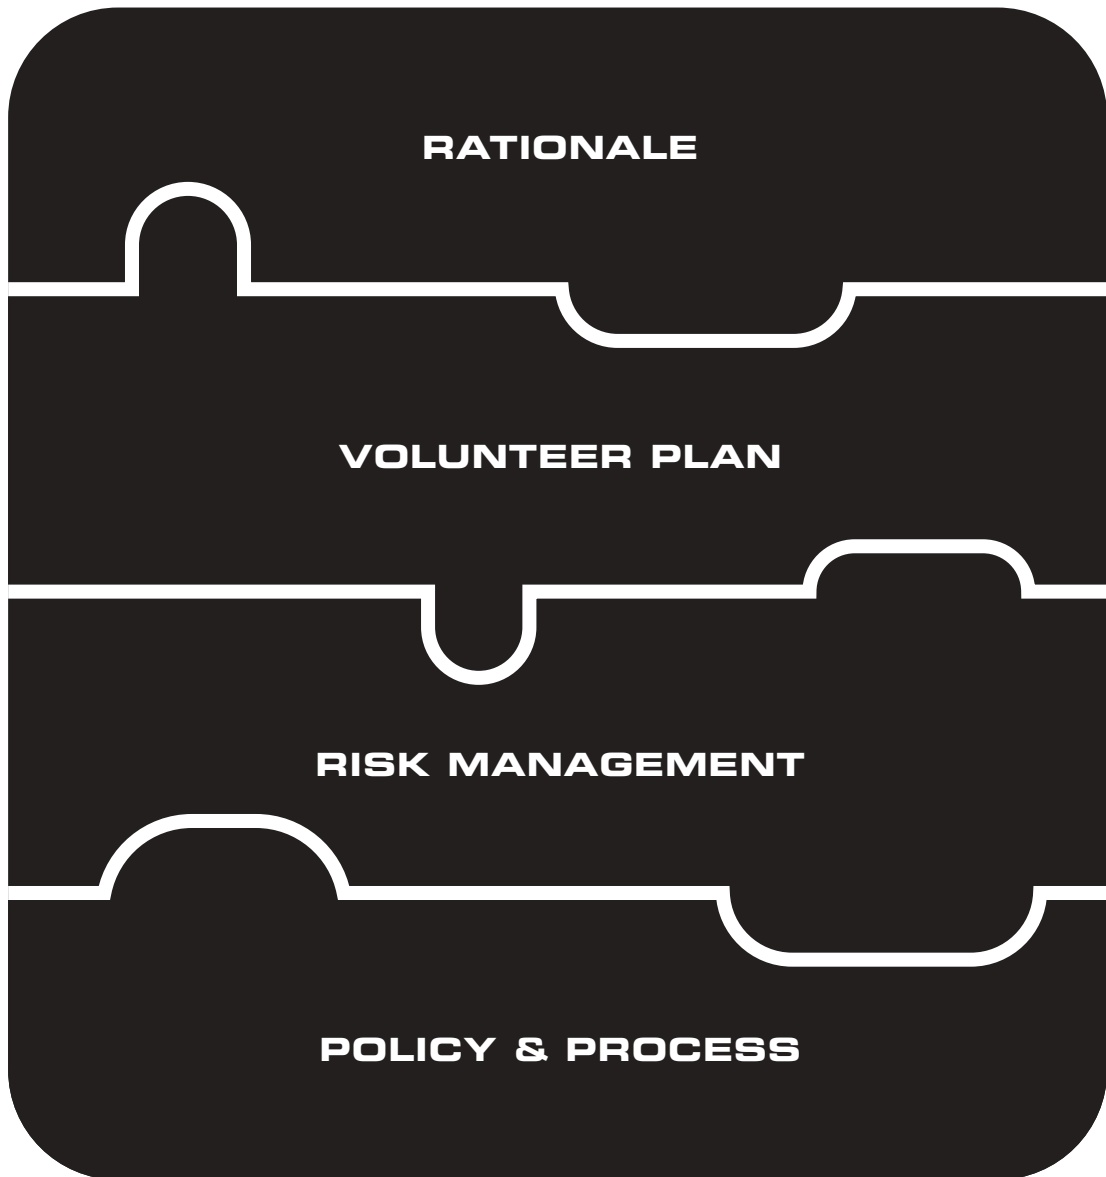 RATIONALE
VOLUNTEER PLAN
RISK MANAGEMENT
POLICY & PROCESS